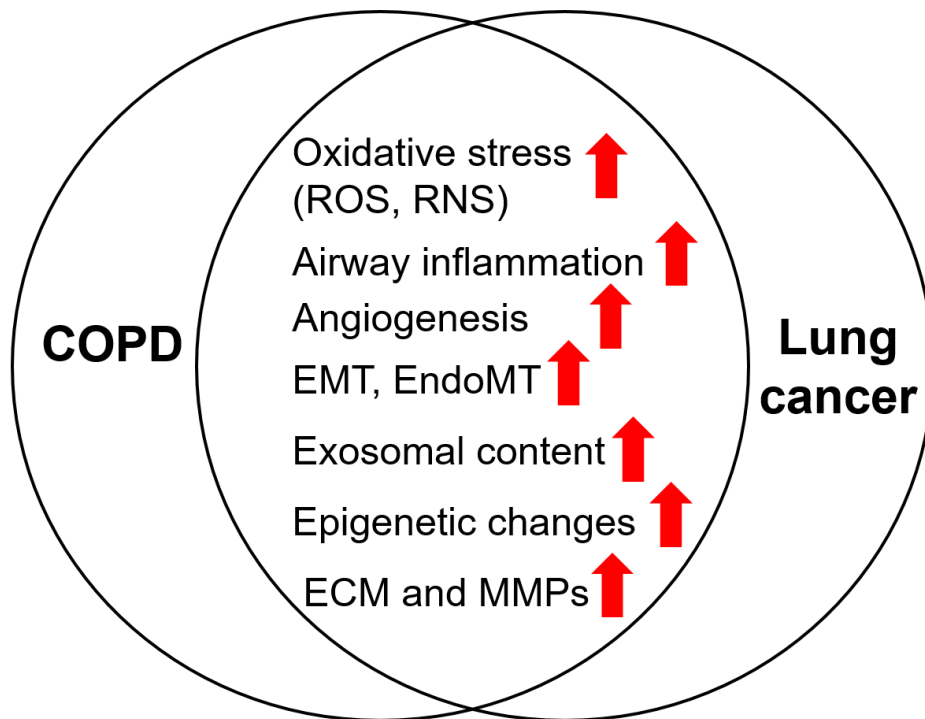 Oxidative stress
(ROS, RNS)
Airway inflammation
Angiogenesis
COPD
Lung
cancer
EMT, EndoMT
Exosomal content
Epigenetic changes
ECM and MMPs